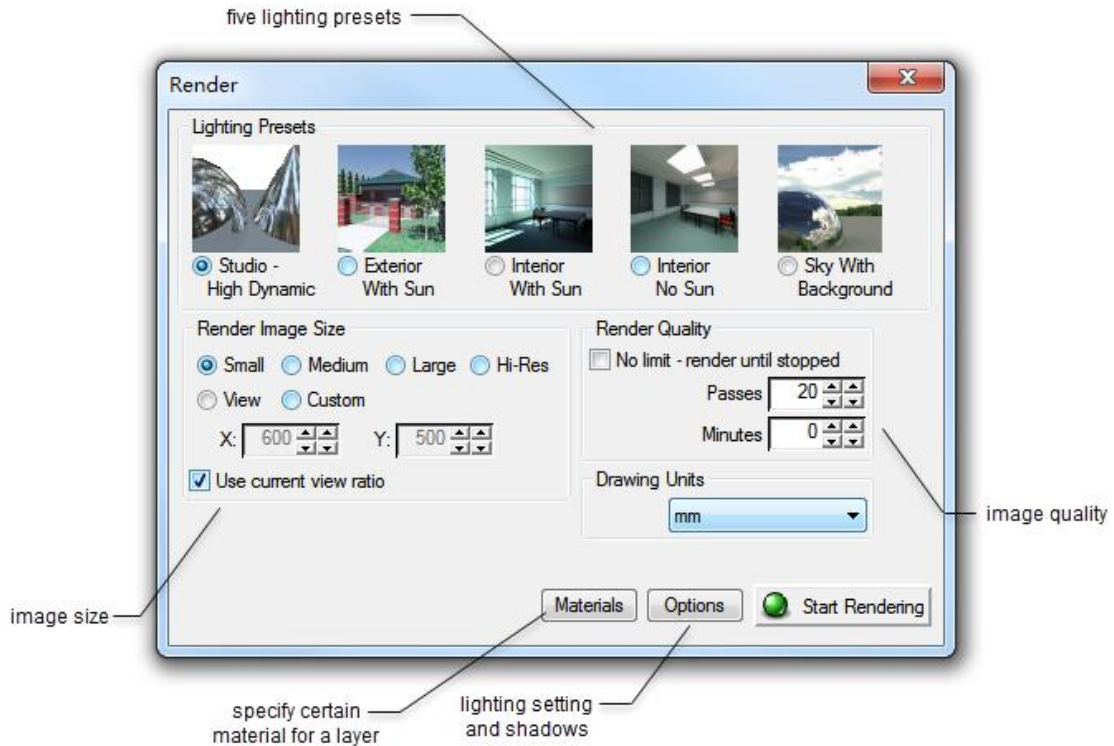 five lighting presets
Render
Lighting Presets
Studio -
High Dynamic
Exterior
With Sun
Interior
With Sun
Interior
No Sun
Sky With
Background
Render Image Size
Small Medium Large Hi-Res
View Custom
X: 600 Y: 500
Use current view ratio
Render Quality
No limit - render until stopped
Passes 20
Minutes 0
Drawing Units
mm
image quality
Materials Options Start Rendering
image size
specify certain
material for a layer
lighting setting
and shadows